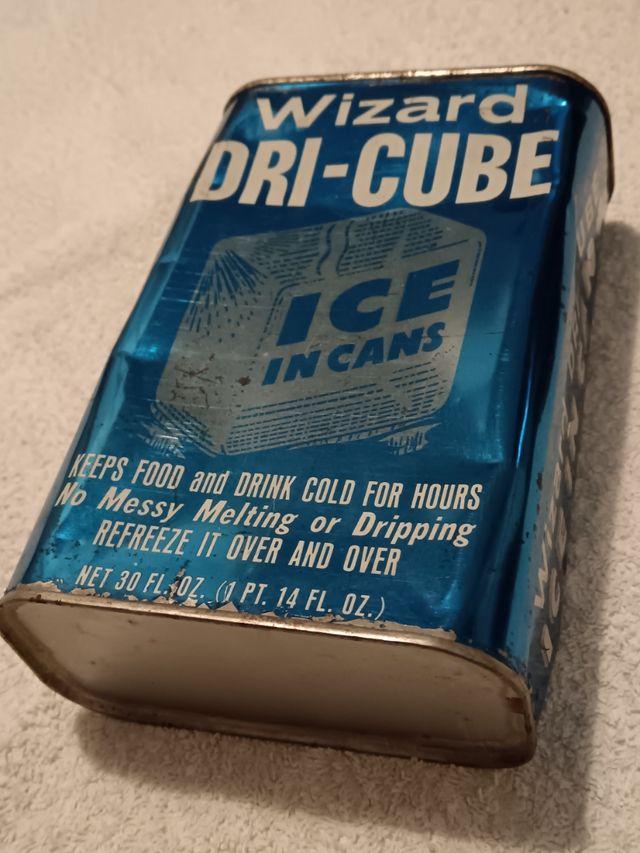 Wizard
DRI-CUBE
ICE
IN CANS
KEEPS FOOD and DRINK COLD FOR HOURS
No Messy Melting or Dripping
REFREEZE IT OVER AND OVER
NET 30 FL. OZ. (1 PT. 14 FL. OZ.)